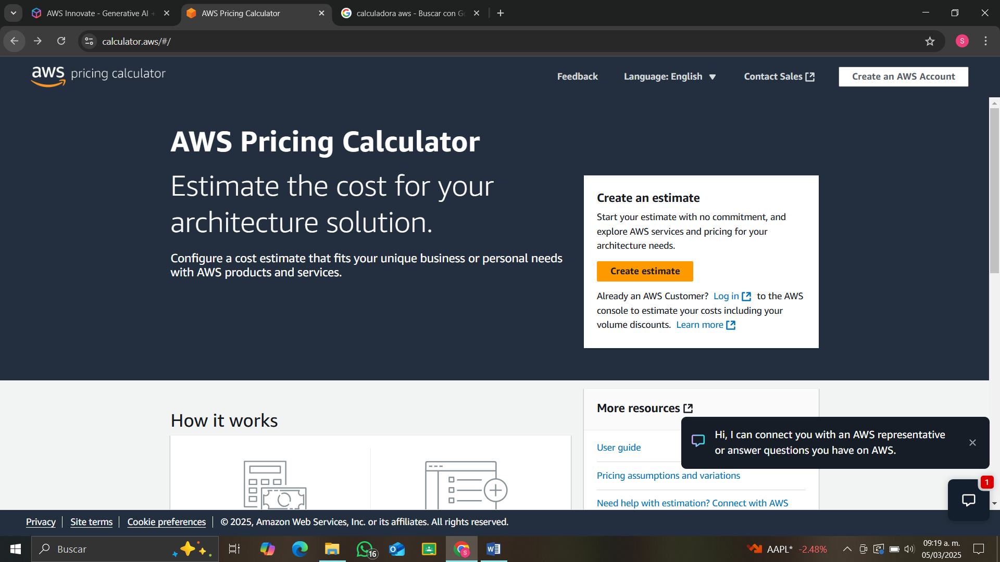 AWS Innovate - Generative AI +
AWS Pricing Calculator
calculadora aws - Buscar con Go
calculator.aws/#/
S
aws pricing calculator
Feedback
Language: English
Contact Sales
Create an AWS Account
AWS Pricing Calculator
Estimate the cost for your
architecture solution.
Configure a cost estimate that fits your unique business or personal needs
with AWS products and services.
Create an estimate
Start your estimate with no commitment, and
explore AWS services and pricing for your
architecture needs.
Create estimate
Already an AWS Customer? Log in to the AWS
console to estimate your costs including your
volume discounts. Learn more
How it works
More resources
User guide
Pricing assumptions and variations
Need help with estimation? Connect with AWS
Hi, I can connect you with an AWS representative
or answer questions you have on AWS.
1
Privacy
Site terms
Cookie preferences
© 2025, Amazon Web Services, Inc. or its affiliates. All rights reserved.
Buscar
16
S
AAPL* -2.48%
09:19 a. m.
05/03/2025